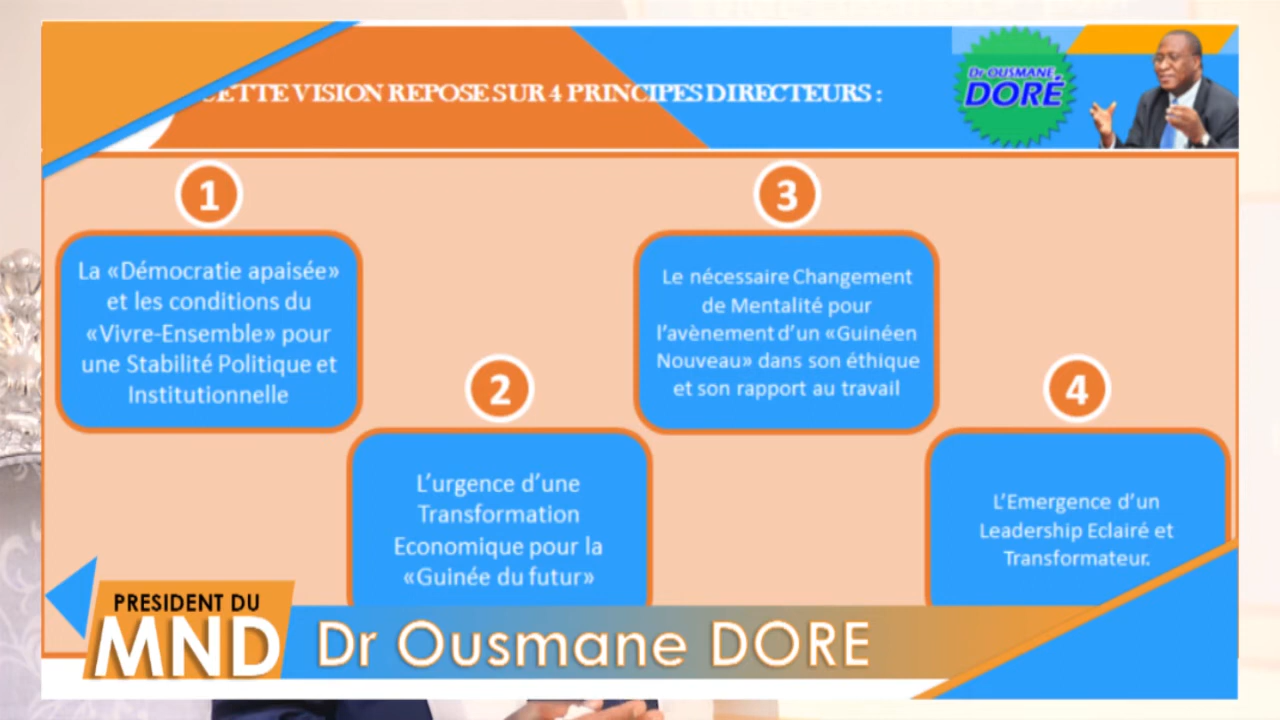 CETTE VISION REPOSE SUR 4 PRINCIPES DIRECTEURS :
Dr OUSMANE
DORÉ
1
La «Démocratie apaisée»
et les conditions du
«Vivre-Ensemble» pour
une Stabilité Politique et
Institutionnelle
2
L'urgence d'une
Transformation
Economique pour la
«Guinée du futur»
3
Le nécessaire Changement
de Mentalité pour
l'avènement d'un «Guinéen
Nouveau» dans son éthique
et son rapport au travail
4
L'Emergence d'un
Leadership Eclairé et
Transformateur.
PRESIDENT DU
MND
Dr Ousmane DORE